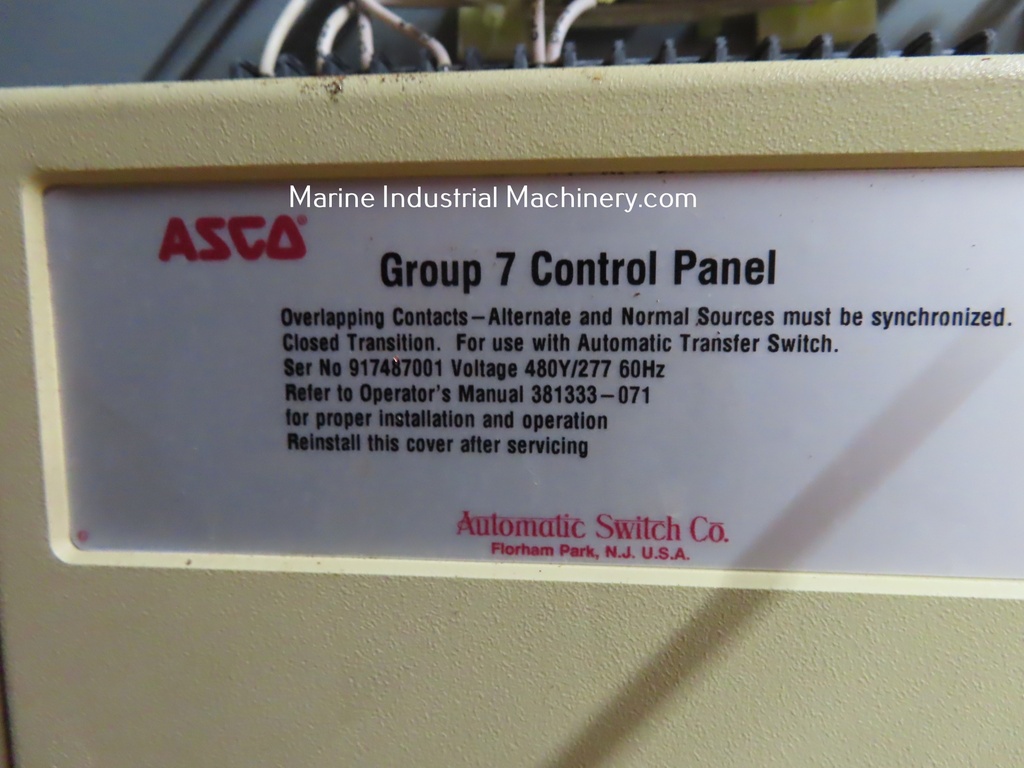 Marine Industrial Machinery.com
ASCO®
Group 7 Control Panel
Overlapping Contacts—Alternate and Normal Sources must be synchronized.
Closed Transition. For use with Automatic Transfer Switch.
Ser No 917487001 Voltage 480Y/277 60Hz
Refer to Operator's Manual 381333—071
for proper installation and operation
Reinstall this cover after servicing
Automatic Switch Co.
Florham Park, N.J. U.S.A.